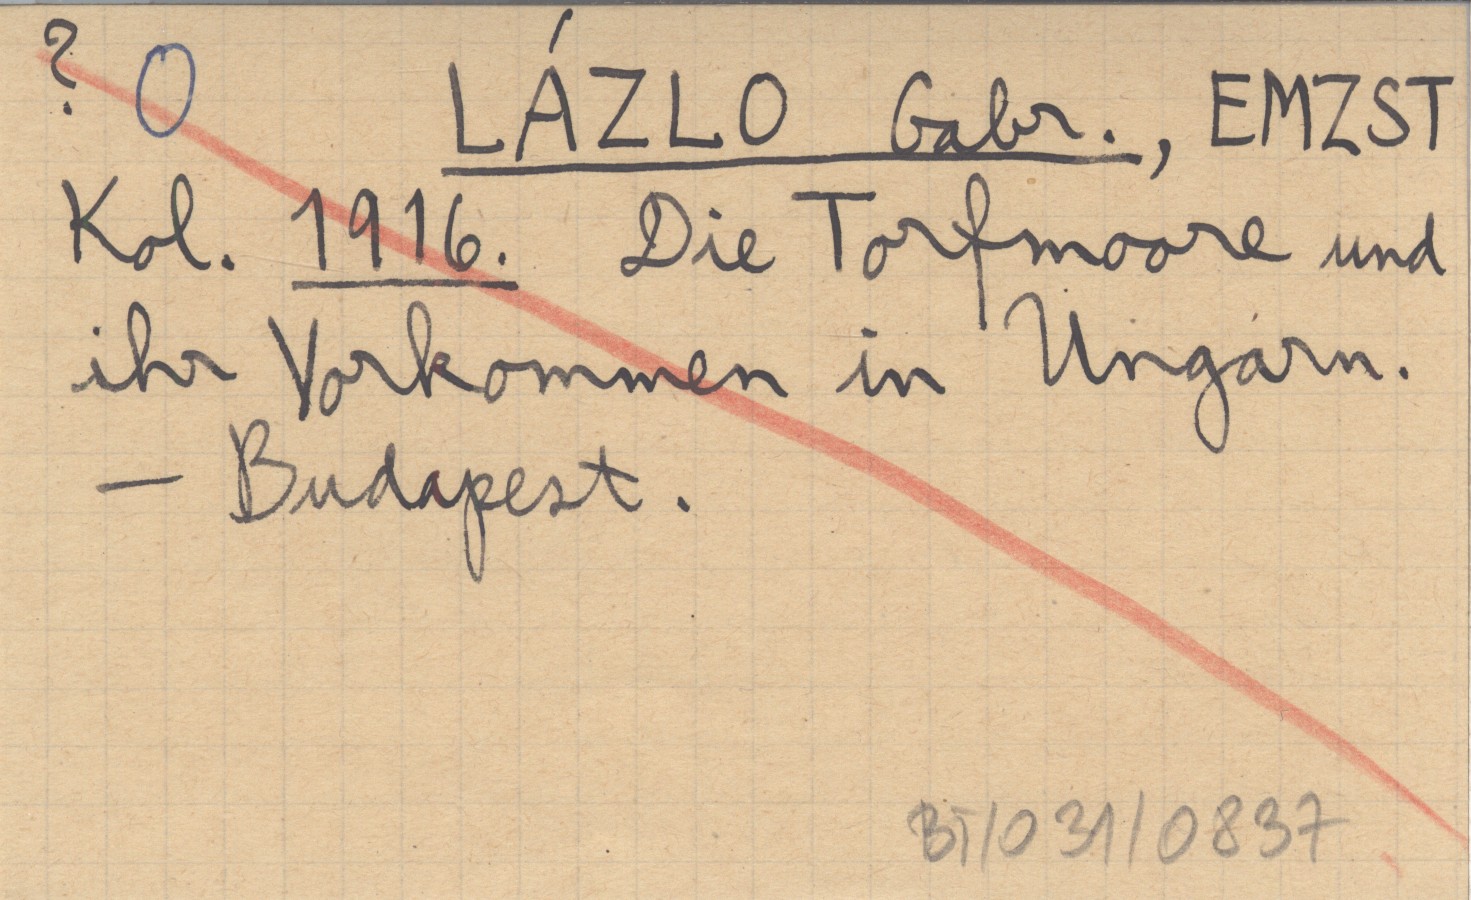 ? O LÁZLO Gabr., EMZST
Kol. 1916. Die Torfmoore und
ihr Vorkommen in Ungarn.
— Budapest.
BT/031/0837